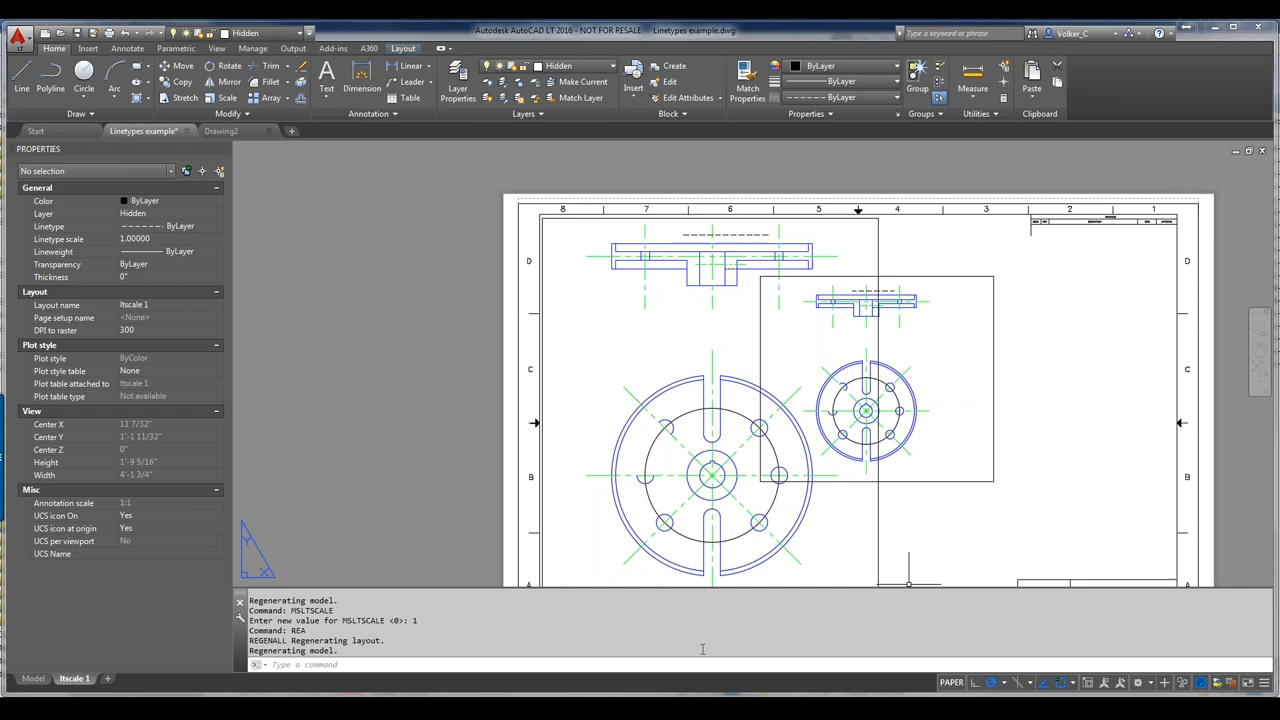 Hidden
Autodesk AutoCAD LT 2016 - NOT FOR RESALE    Linetypes example.dwg
Type a keyword or phrase
Volker_C
LT
Home
Insert
Annotate
Parametric
View
Manage
Output
Add-ins
A360
Layout
Line
Polyline
Circle
Arc
Move
Rotate
Trim
Copy
Mirror
Fillet
Stretch
Scale
Array
Draw
Modify
Text
Dimension
Linear
Leader
Table
Annotation
Layer
Properties
Hidden
Make Current
Match Layer
Layers
Insert
Create
Edit
Edit Attributes
Block
Match
Properties
ByLayer
ByLayer
ByLayer
Properties
Group
Groups
Measure
Utilities
Paste
Clipboard
Start
Linetypes example*
Drawing2
PROPERTIES
No selection
General
Color ByLayer
Layer Hidden
Linetype ByLayer
Linetype scale 1.00000
Lineweight ByLayer
Transparency ByLayer
Thickness 0"
Layout
Layout name ltscale 1
Page setup name <None>
DPI to raster 300
Plot style
Plot style ByColor
Plot style table None
Plot table attached to ltscale 1
Plot table type Not available
View
Center X 11 7/32"
Center Y 1'-1 11/32"
Center Z 0"
Height 1'-9 5/16"
Width 4'-1 3/4"
Misc
Annotation scale 1:1
UCS icon On Yes
UCS icon at origin Yes
UCS per viewport No
UCS Name
8 7 6 5 4 3 2 1
D D
C C
B B
A A
Y
X
Regenerating model.
Command: MSLTSCALE
Enter new value for MSLTSCALE <0>: 1
Command: REA
REGENALL Regenerating layout.
Regenerating model.
Type a command
Model
ltscale 1
PAPER